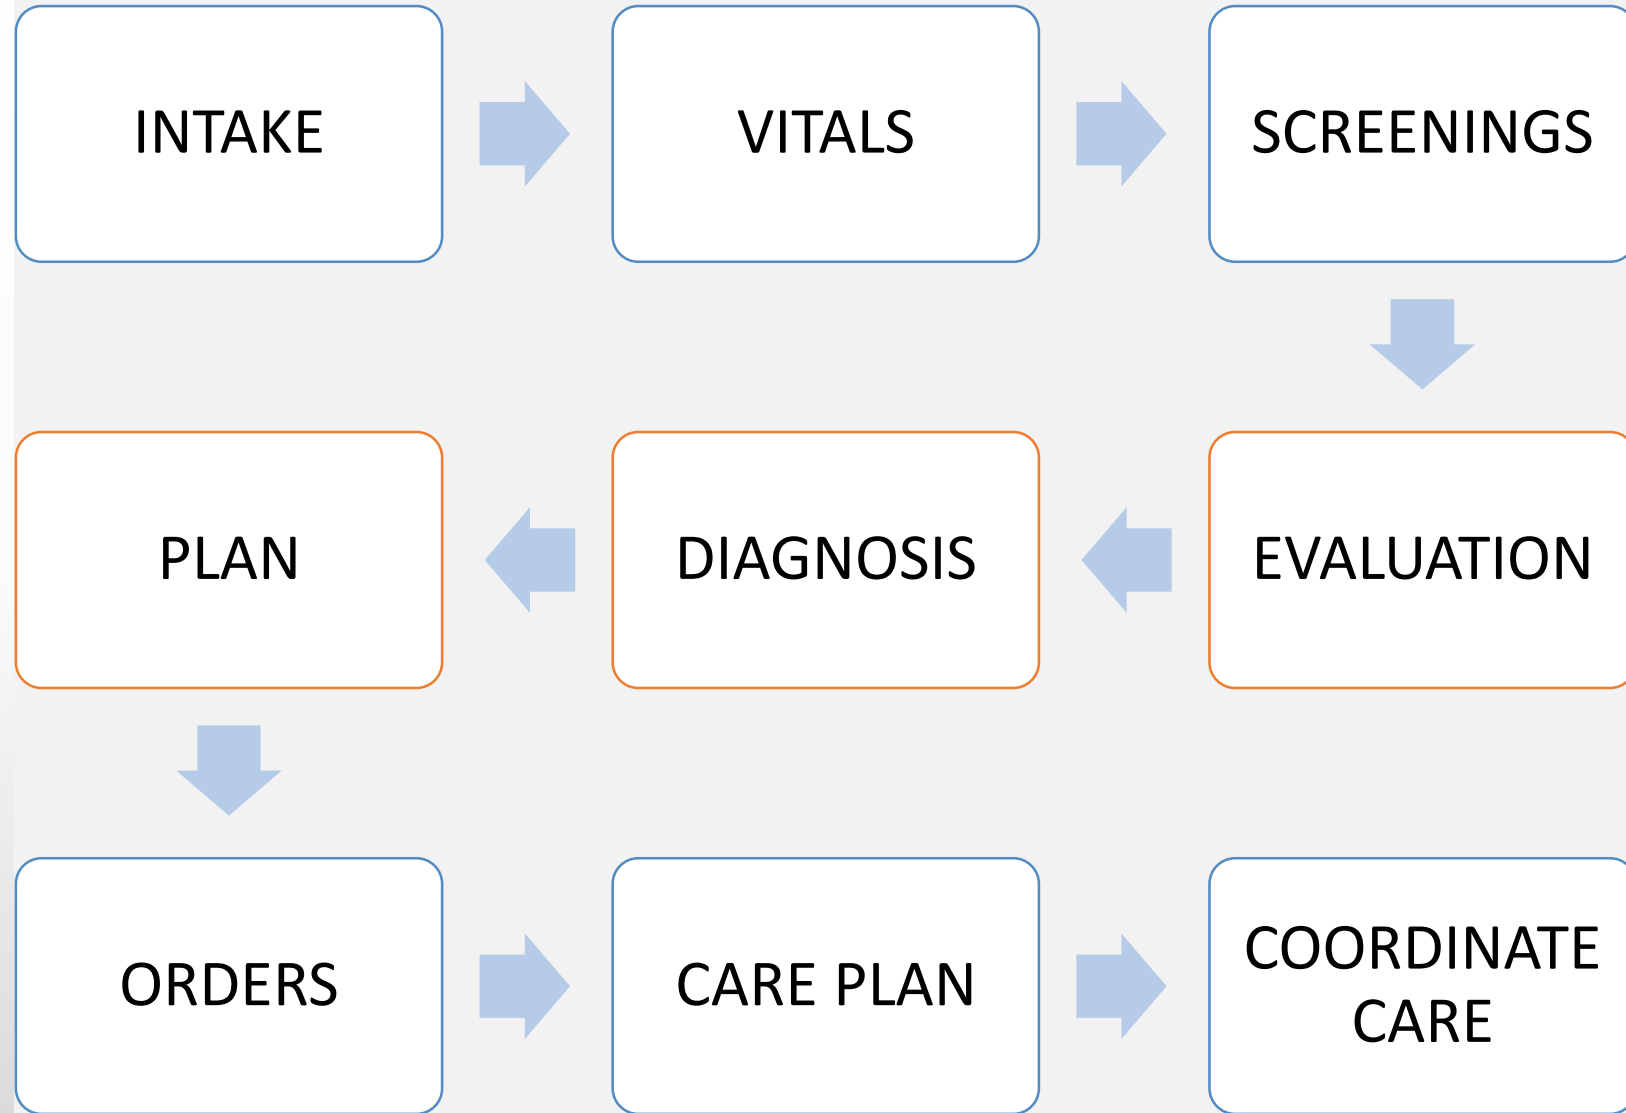 INTAKE
VITALS
SCREENINGS
PLAN
DIAGNOSIS
EVALUATION
ORDERS
CARE PLAN
COORDINATE
CARE